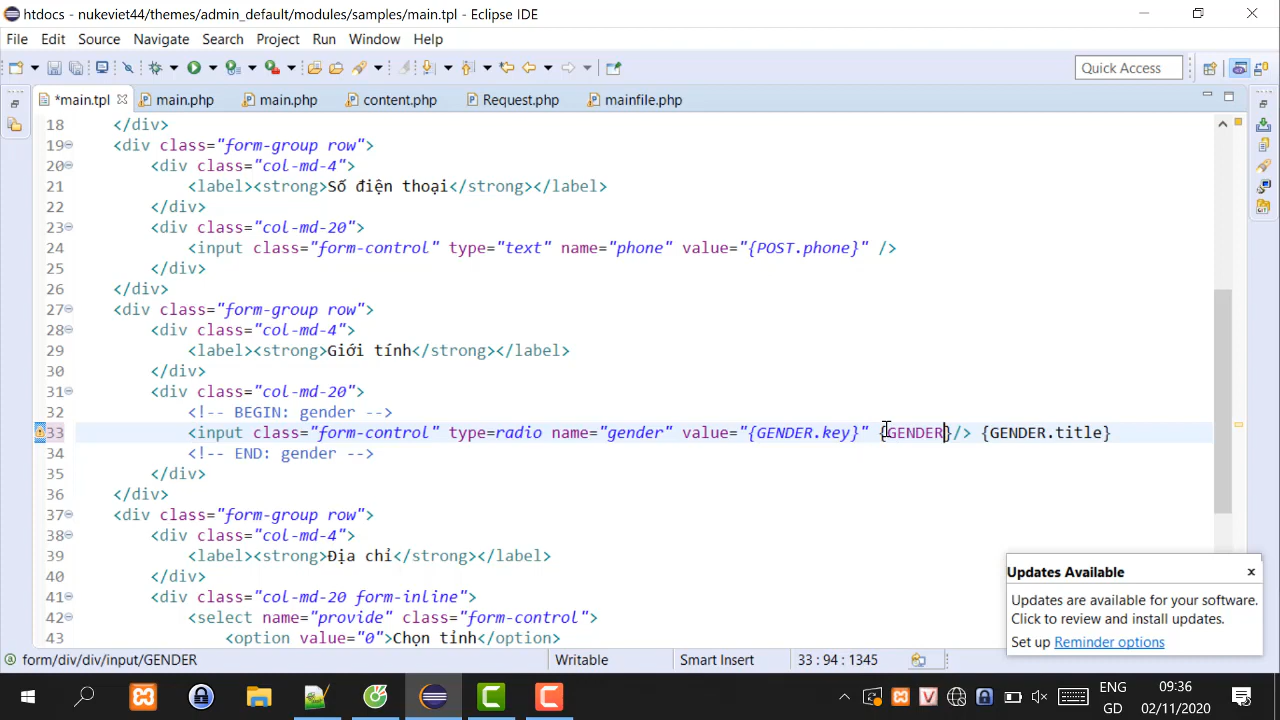 htdocs - nukeviet44/themes/admin_default/modules/samples/main.tpl - Eclipse IDE
File Edit Source Navigate Search Project Run Window Help
Quick Access
*main.tpl main.php main.php content.php Request.php mainfile.php
18 </div>
19 <div class="form-group row">
20 <div class="col-md-4">
21 <label><strong>Số điện thoại</strong></label>
22 </div>
23 <div class="col-md-20">
24 <input class="form-control" type="text" name="phone" value="{POST.phone}" />
25 </div>
26 </div>
27 <div class="form-group row">
28 <div class="col-md-4">
29 <label><strong>Giới tính</strong></label>
30 </div>
31 <div class="col-md-20">
32 <!-- BEGIN: gender -->
33 <input class="form-control" type=radio name="gender" value="{GENDER.key}" {GENDER}/> {GENDER.title}
34 <!-- END: gender -->
35 </div>
36 </div>
37 <div class="form-group row">
38 <div class="col-md-4">
39 <label><strong>Địa chỉ</strong></label>
40 </div>
41 <div class="col-md-20 form-inline">
42 <select name="provide" class="form-control">
43 <option value="0">Chọn tỉnh</option>
Updates Available
Updates are available for your software.
Click to review and install updates.
Set up Reminder options
form/div/div/input/GENDER Writable Smart Insert 33 : 94 : 1345
ENG 09:36
GD 02/11/2020